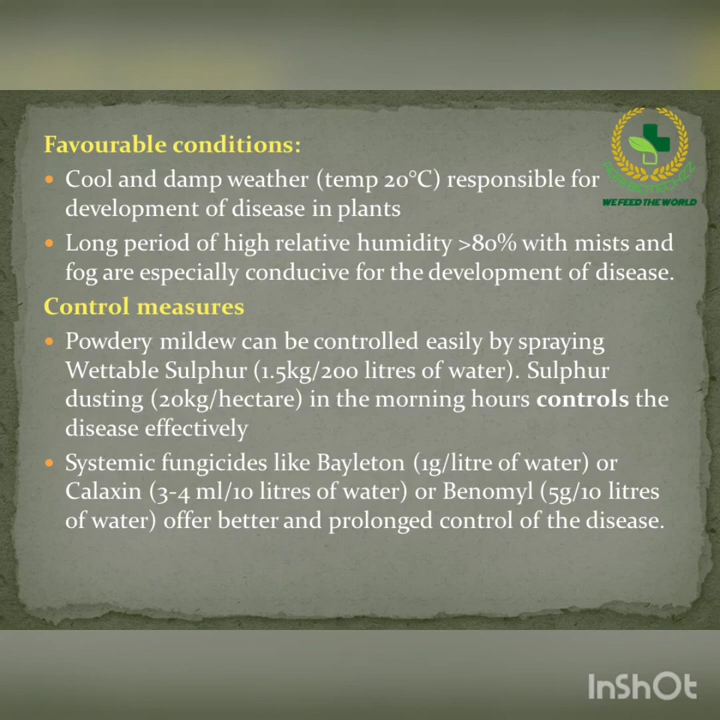 Favourable conditions:
• Cool and damp weather (temp 20°C) responsible for
development of disease in plants
• Long period of high relative humidity >80% with mists and
fog are especially conducive for the development of disease.
Control measures
• Powdery mildew can be controlled easily by spraying
Wettable Sulphur (1.5kg/200 litres of water). Sulphur
dusting (20kg/hectare) in the morning hours controls the
disease effectively
• Systemic fungicides like Bayleton (1g/litre of water) or
Calaxin (3-4 ml/10 litres of water) or Benomyl (5g/10 litres
of water) offer better and prolonged control of the disease.
WE FEED THE WORLD
InShOt